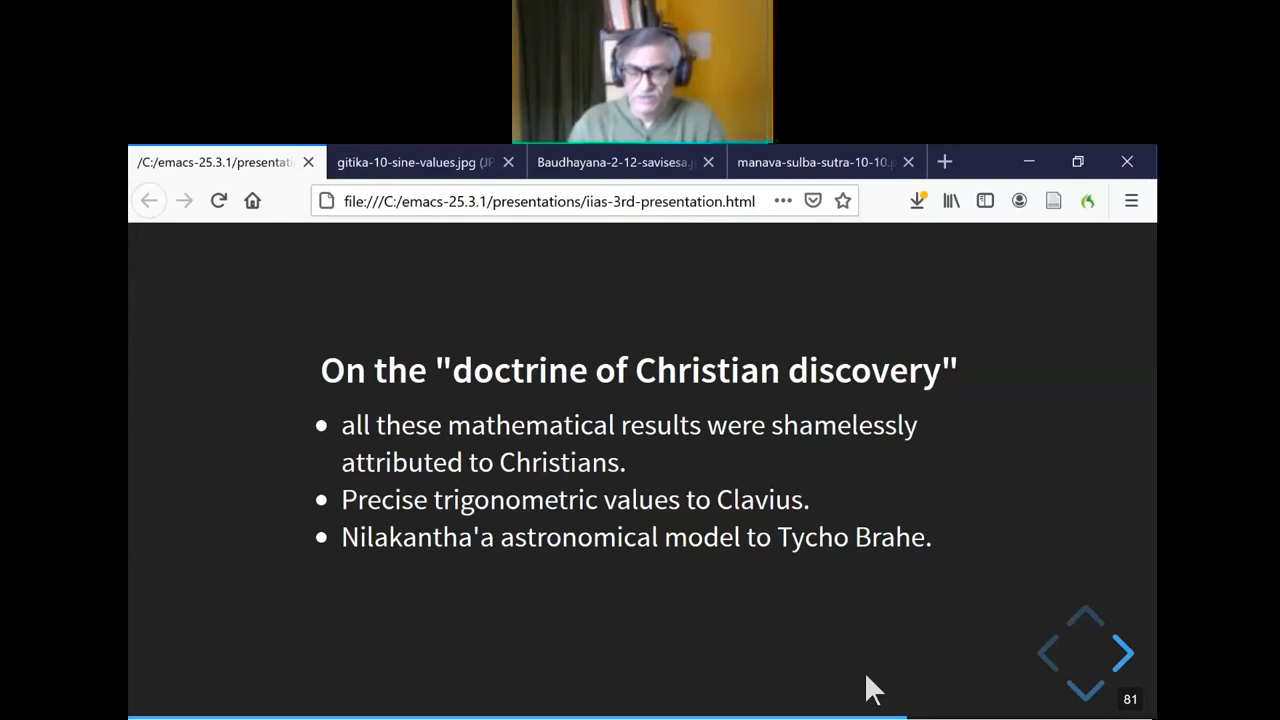 /C:/emacs-25.3.1/presentati
gitika-10-sine-values.jpg (JP
Baudhayana-2-12-savisesa.j
manava-sulba-sutra-10-10.
file:///C:/emacs-25.3.1/presentations/iias-3rd-presentation.html
On the "doctrine of Christian discovery"
all these mathematical results were shamelessly
attributed to Christians.
Precise trigonometric values to Clavius.
Nilakantha'a astronomical model to Tycho Brahe.
81